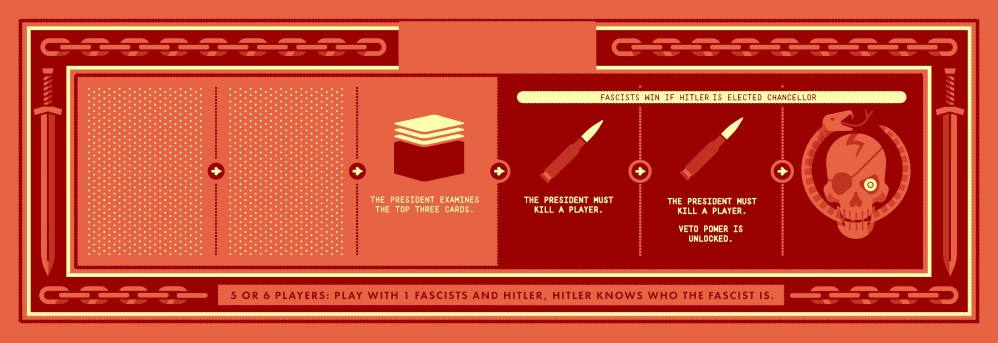 FASCISTS WIN IF HITLER IS ELECTED CHANCELLOR
THE PRESIDENT EXAMINES
THE TOP THREE CARDS.
THE PRESIDENT MUST
KILL A PLAYER.
THE PRESIDENT MUST
KILL A PLAYER.
VETO POWER IS
UNLOCKED.
5 OR 6 PLAYERS: PLAY WITH 1 FASCISTS AND HITLER, HITLER KNOWS WHO THE FASCIST IS.